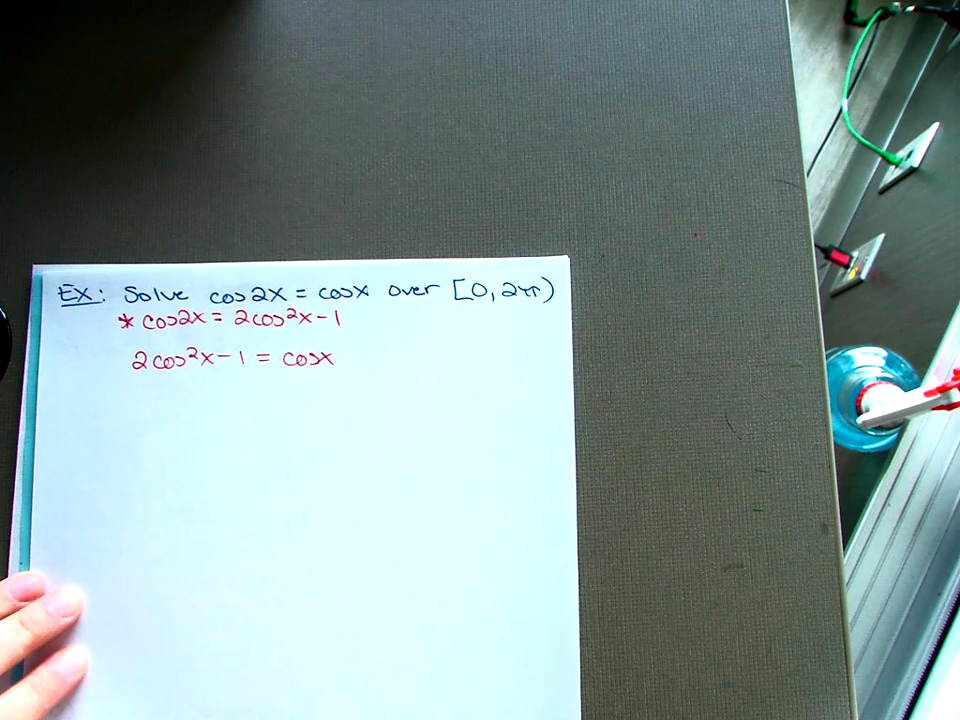 EX: Solve cos2x = cosx over [0, 2π)
* cos2x = 2cos²x - 1
2cos²x - 1 = cosx